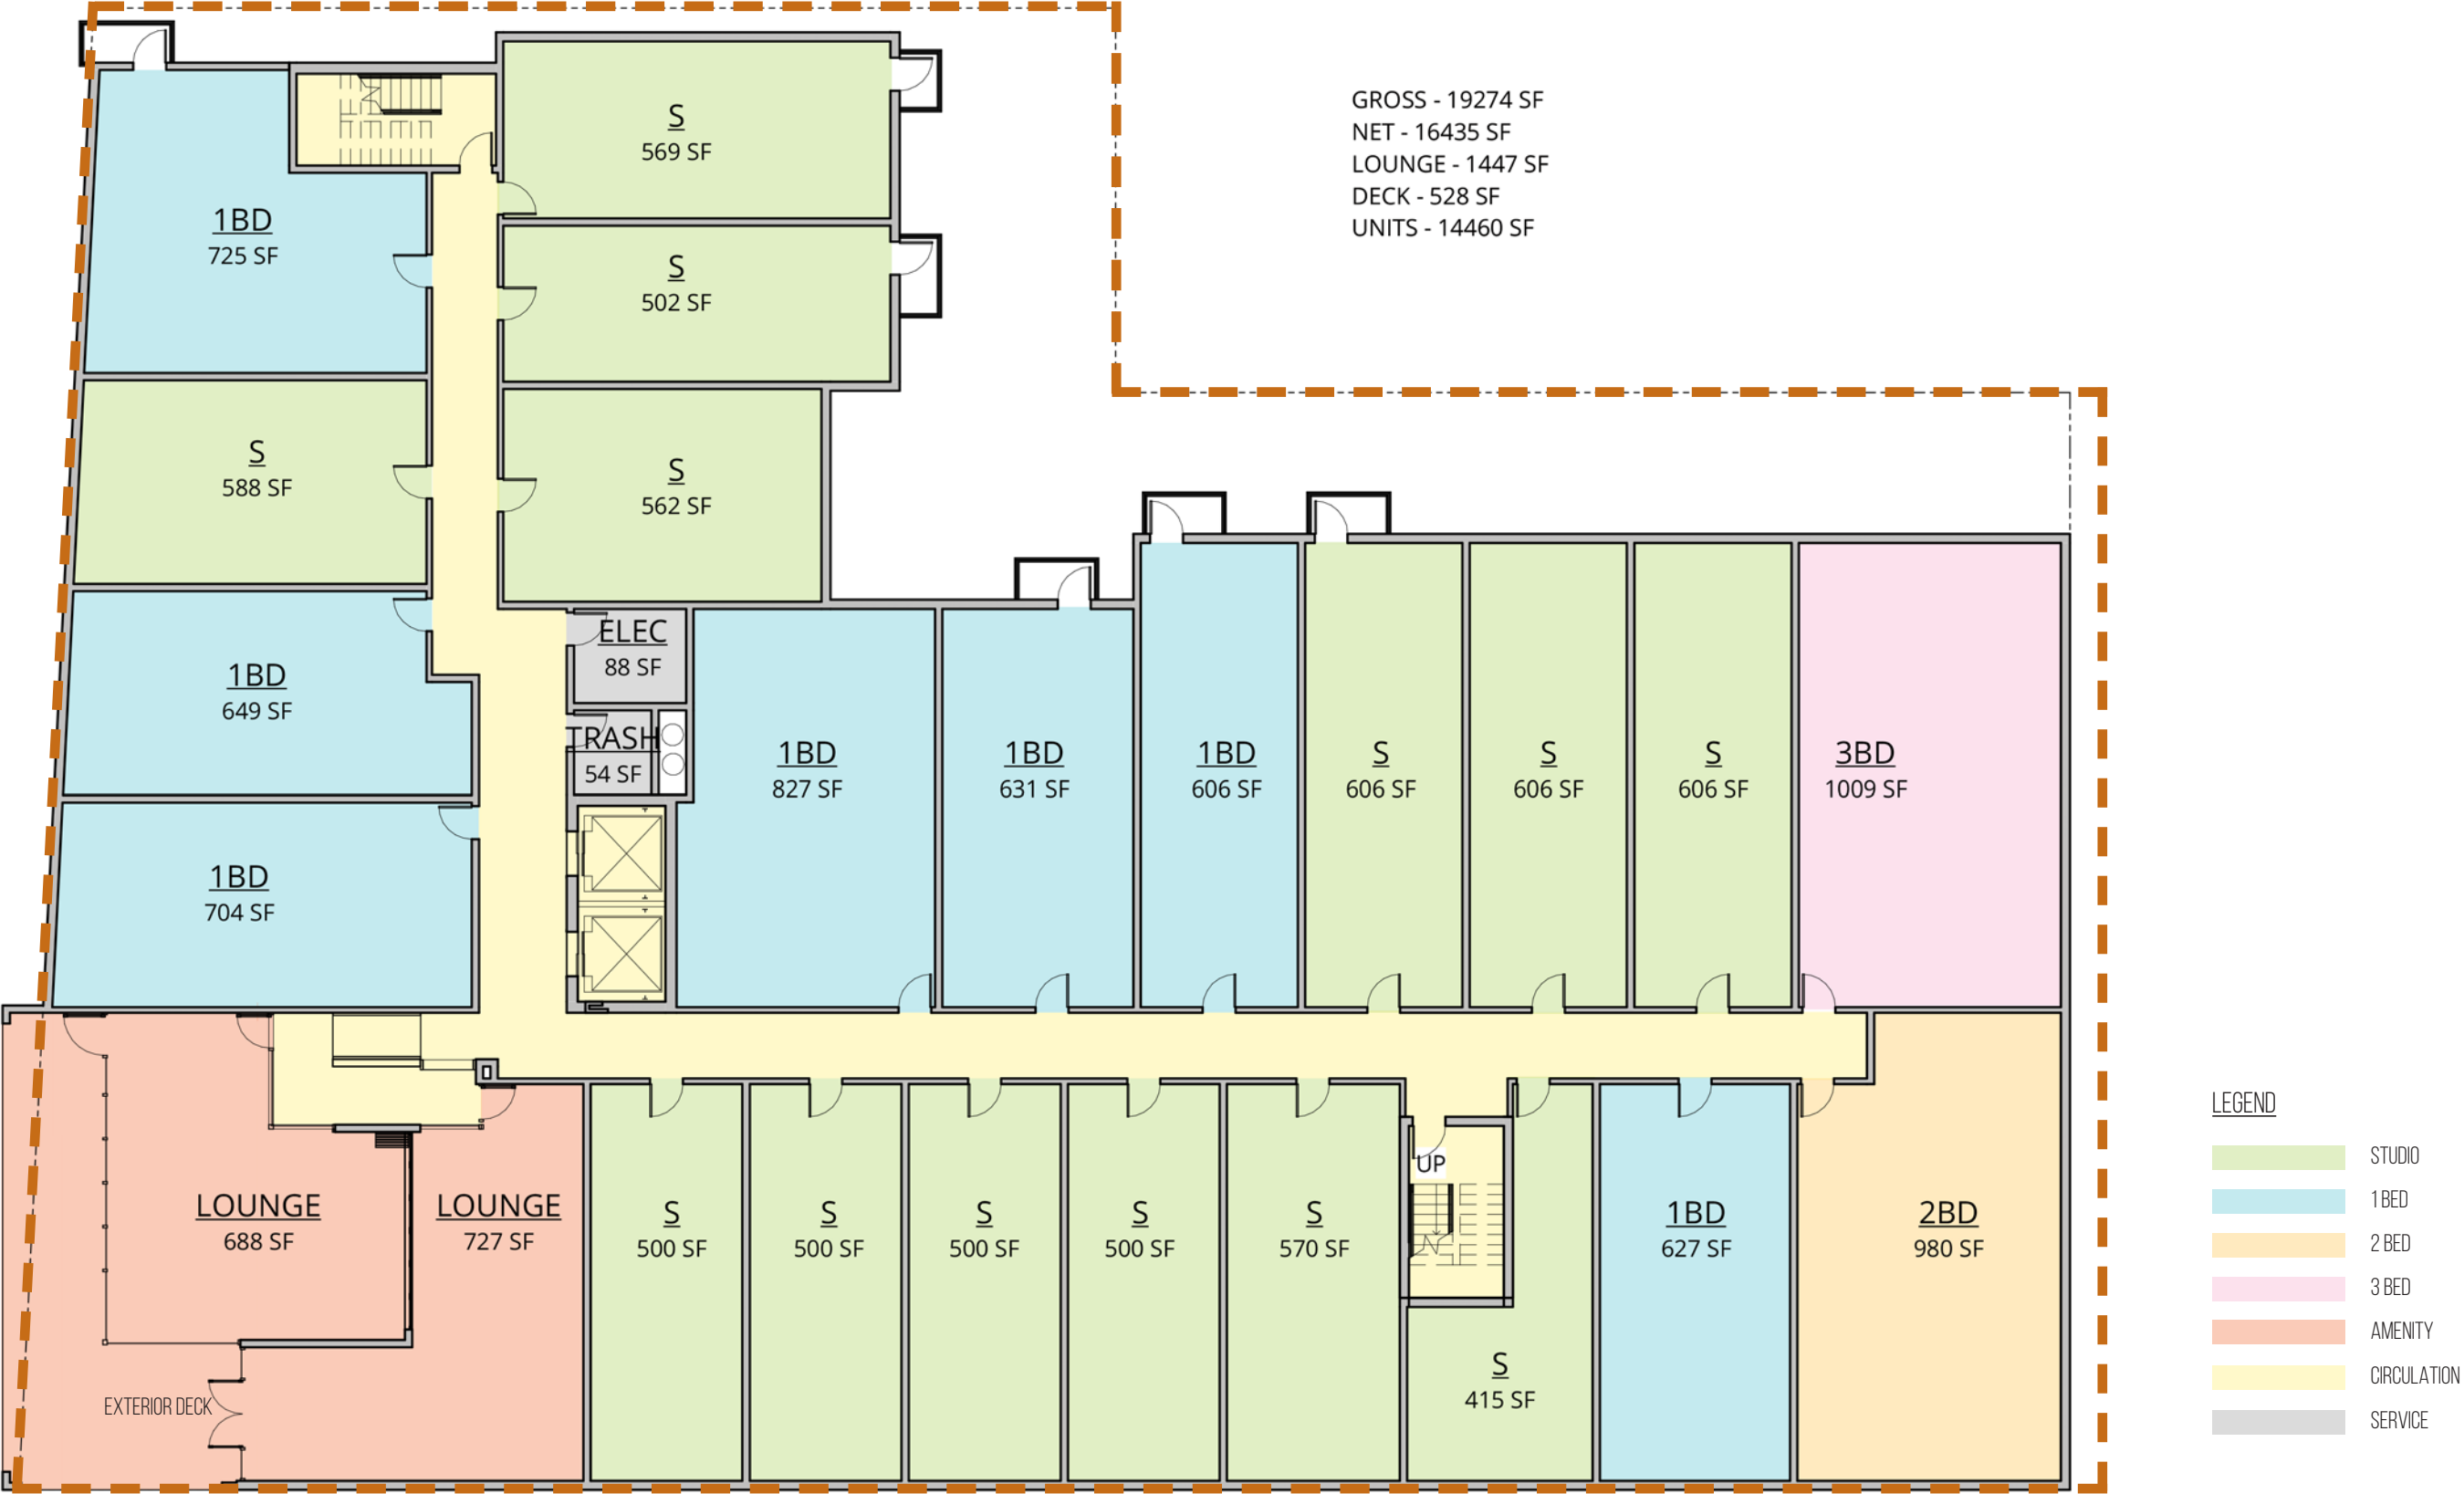 GROSS - 19274 SF
NET - 16435 SF
LOUNGE - 1447 SF
DECK - 528 SF
UNITS - 14460 SF
S
569 SF
1BD
725 SF
S
502 SF
S
588 SF
S
562 SF
ELEC
88 SF
1BD
649 SF
TRASH
54 SF
1BD
827 SF
1BD
631 SF
1BD
606 SF
S
606 SF
S
606 SF
S
606 SF
3BD
1009 SF
1BD
704 SF
UP
LOUNGE
688 SF
LOUNGE
727 SF
S
500 SF
S
500 SF
S
500 SF
S
500 SF
S
570 SF
1BD
627 SF
2BD
980 SF
S
415 SF
EXTERIOR DECK
LEGEND
STUDIO
1 BED
2 BED
3 BED
AMENITY
CIRCULATION
SERVICE